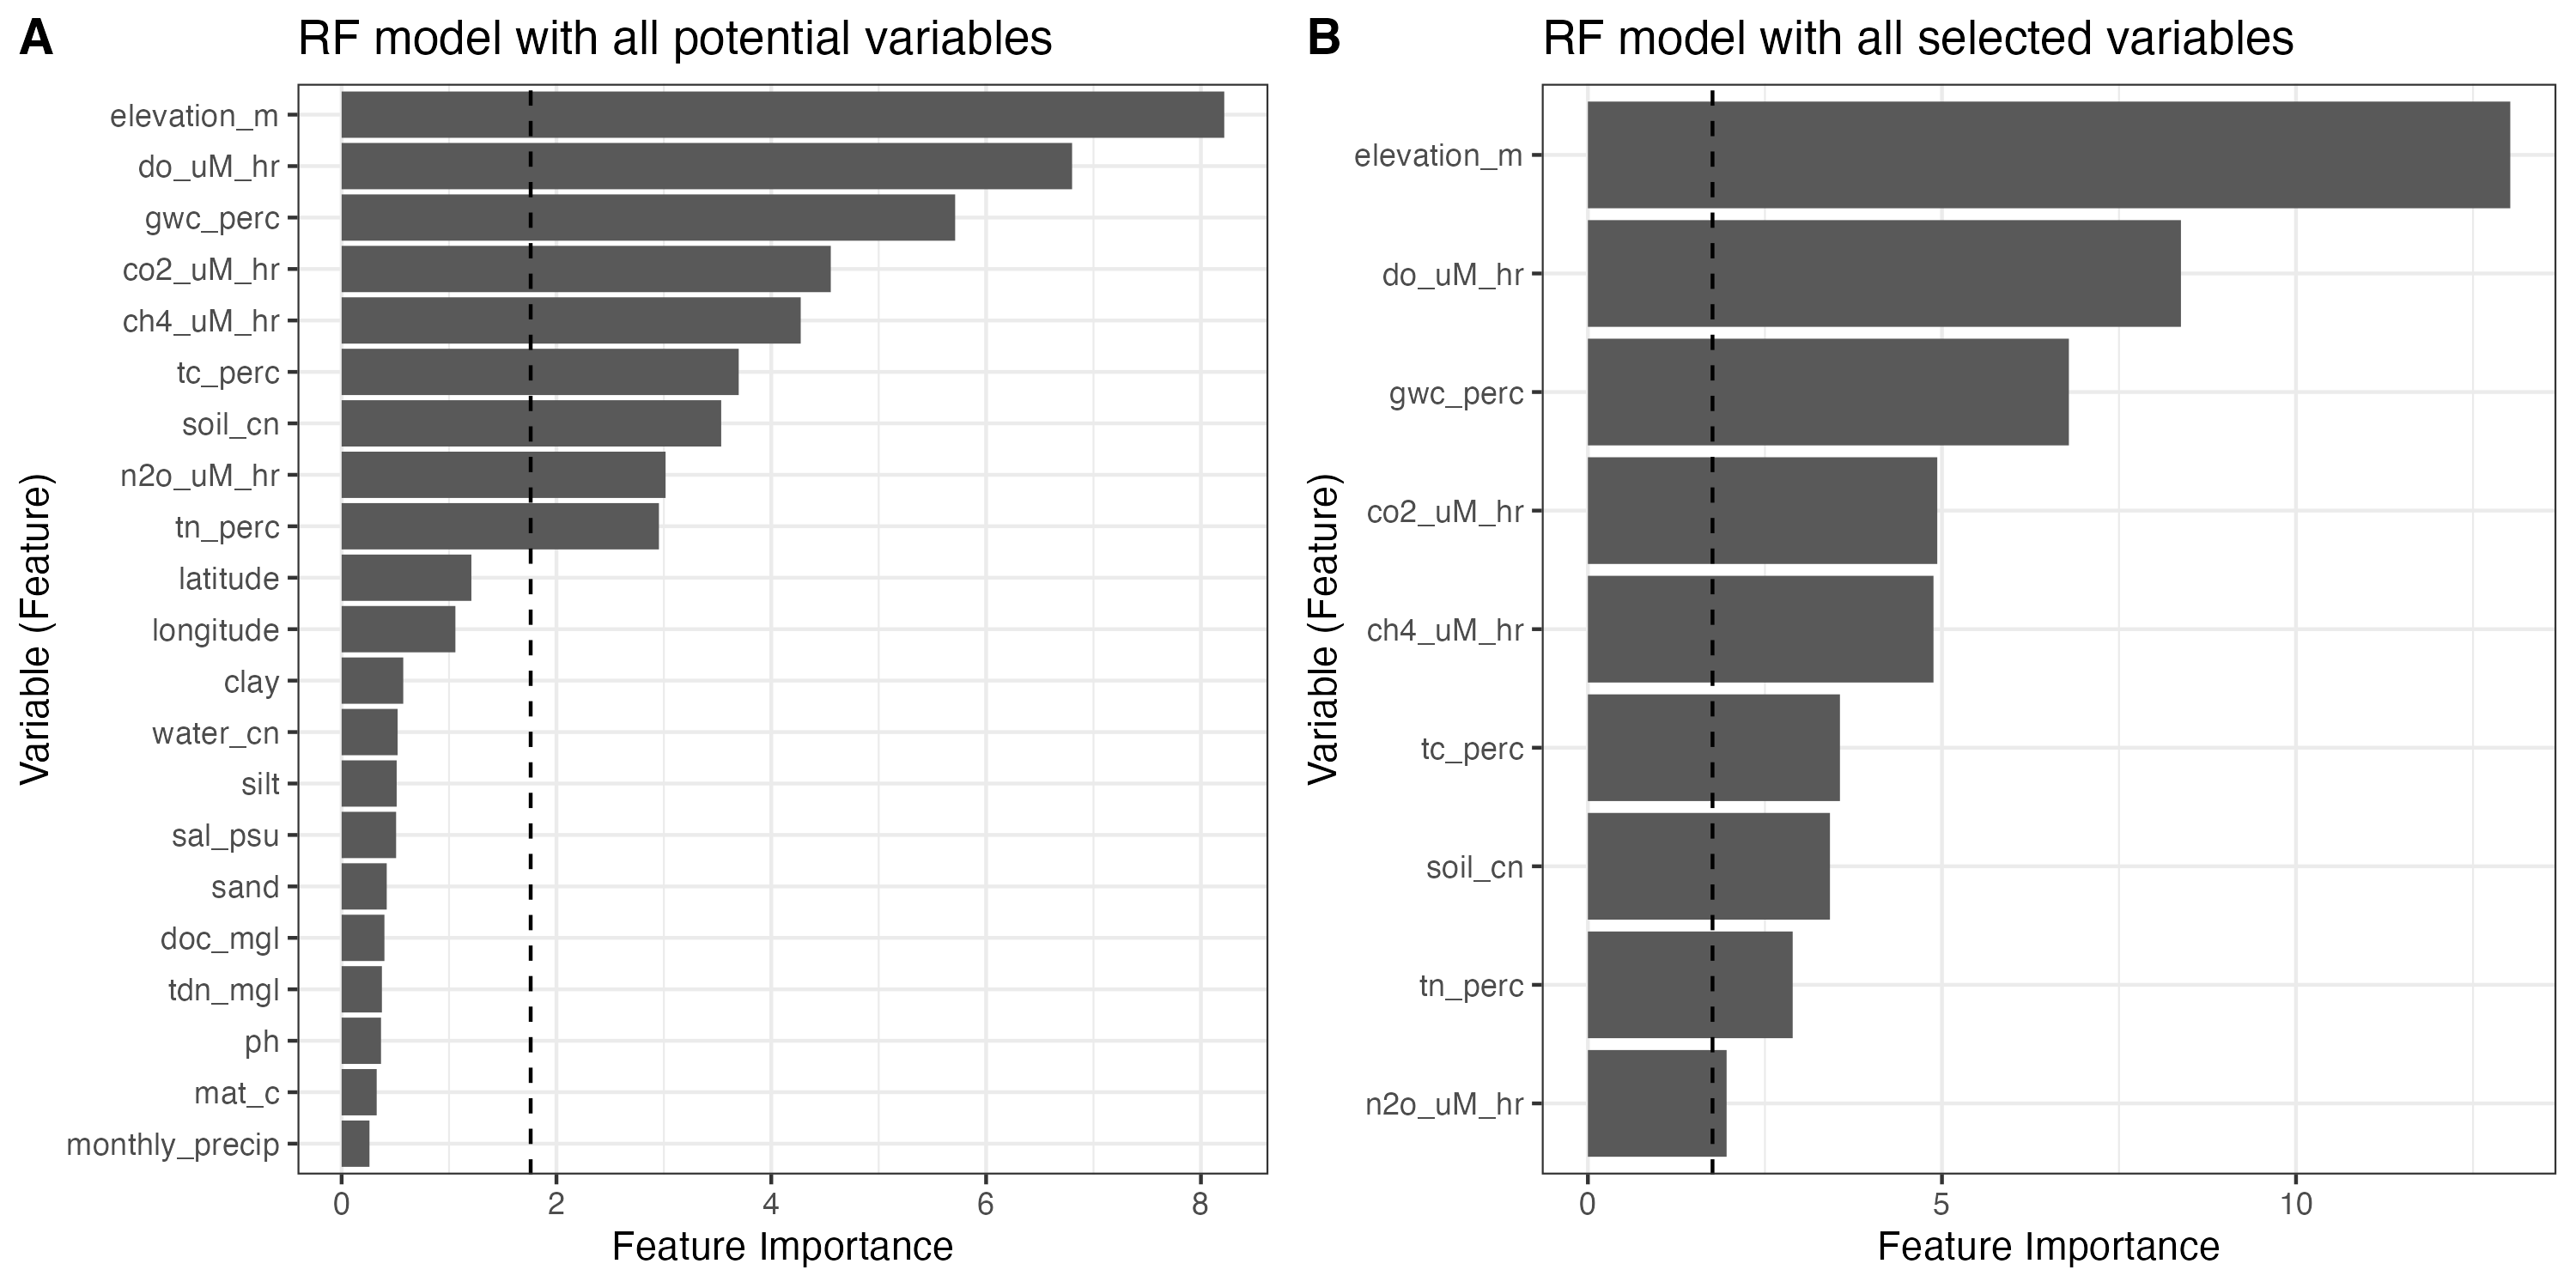 A
RF model with all potential variables
Variable (Feature)
elevation_m
do_uM_hr
gwc_perc
co2_uM_hr
ch4_uM_hr
tc_perc
soil_cn
n2o_uM_hr
tn_perc
latitude
longitude
clay
water_cn
silt
sal_psu
sand
doc_mgl
tdn_mgl
ph
mat_c
monthly_precip
0 2 4 6 8
Feature Importance
B
RF model with all selected variables
Variable (Feature)
elevation_m
do_uM_hr
gwc_perc
co2_uM_hr
ch4_uM_hr
tc_perc
soil_cn
tn_perc
n2o_uM_hr
0 5 10
Feature Importance